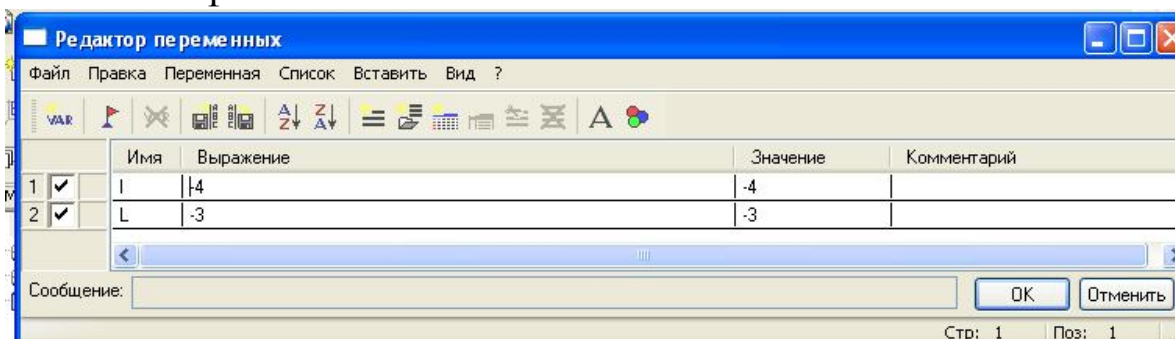 Редактор переменных
Файл Правка Переменная Список Вставить Вид ?
VAR A Z Z A A
Имя Выражение Значение Комментарий
1 I -4 -4
2 L -3 -3
Сообщение: OK Отменить
Стр: 1 Поз: 1